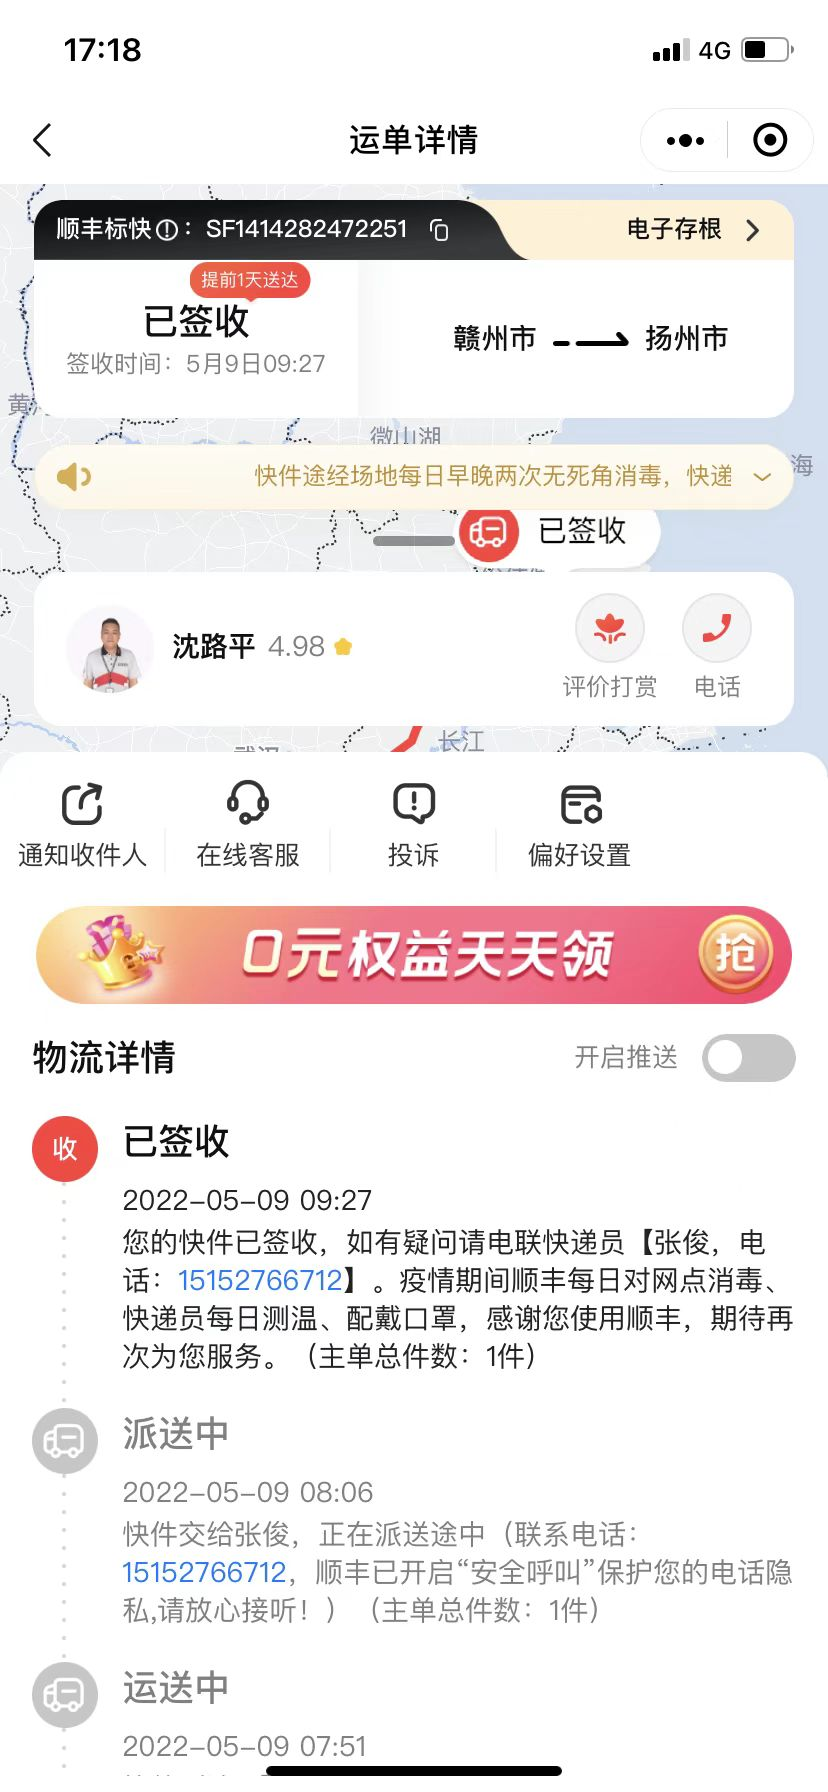 17:18
4G
运单详情
顺丰标快 ： SF1414282472251
电子存根
提前1天送达
已签收
签收时间：5月9日09:27
赣州市
扬州市
微山湖
海
快件途经场地每日早晚两次无死角消毒，快递
已签收
沈路平 4.98
评价打赏
电话
长江
通知收件人
在线客服
投诉
偏好设置
0元权益天天领
抢
物流详情
开启推送
收
已签收
2022-05-09 09:27
您的快件已签收，如有疑问请电联快递员【张俊，电
话：15152766712】。疫情期间顺丰每日对网点消毒、
快递员每日测温、配戴口罩，感谢您使用顺丰，期待再
次为您服务。（主单总件数：1件）
派送中
2022-05-09 08:06
快件交给张俊，正在派送途中（联系电话：
15152766712，顺丰已开启“安全呼叫”保护您的电话隐
私,请放心接听！）（主单总件数：1件）
运送中
2022-05-09 07:51